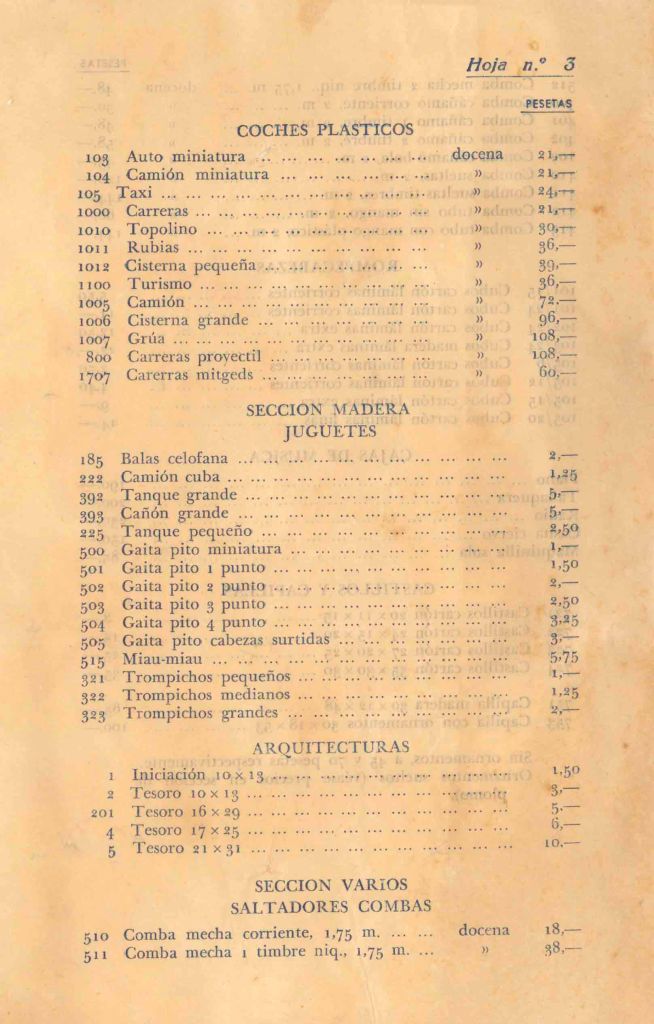 Hoja n.º 3
PESETAS
COCHES PLASTICOS
103 Auto miniatura .. ... ... ... ... ... ... docena 21,—
104 Camión miniatura ... ... ... ... ... ... » 21,—
105 Taxi ... ... ... ... ... ... ... ... ... ... » 24,—
1000 Carreras ... ... ... ... ... ... ... ... ... » 21,—
1010 Topolino ... ... ... ... ... ... ... ... » 30,—
1011 Rubias ... ... ... ... ... ... ... ... ... » 36,—
1012 Cisterna pequeña ... ... ... ... ... ... » 39,—
1100 Turismo ... ... ... ... ... ... ... ... ... » 36,—
1005 Camión ... ... ... ... ... ... ... ... ... » 72,—
1006 Cisterna grande ... ... ... ... ... ... ... » 96,—
1007 Grúa ... ... ... ... ... ... ... ... ... ... » 108,—
800 Carreras proyectil ... ... ... ... ... ... » 108,—
1707 Carerras mitgeds ... ... ... ... ... ... » 60,—
SECCION MADERA
JUGUETES
185 Balas celofana ... ... ... ... ... ... ... ... ... ... 2,—
222 Camión cuba ... ... ... ... ... ... ... ... ... ... ... 1,25
392 Tanque grande ... ... ... ... ... ... ... ... ... ... 5,—
393 Cañón grande ... ... ... ... ... ... ... ... ... ... 5,—
225 Tanque pequeño ... ... ... ... ... ... ... ... ... ... 2,50
500 Gaita pito miniatura ... ... ... ... ... ... ... ... 1,—
501 Gaita pito 1 punto ... ... ... ... ... ... ... ... ... 1,50
502 Gaita pito 2 punto ... ... ... ... ... ... ... ... ... 2,—
503 Gaita pito 3 punto ... ... ... ... ... ... ... ... ... 2,50
504 Gaita pito 4 punto ... ... ... ... ... ... ... ... ... 3,25
505 Gaita pito cabezas surtidas ... ... ... ... ... ... 3,—
515 Miau-miau ... ... ... ... ... ... ... ... ... ... ... 5,75
321 Trompichos pequeños ... ... ... ... ... ... ... ... 1,—
322 Trompichos medianos ... ... ... ... ... ... ... ... 1,25
323 Trompichos grandes ... ... ... ... ... ... ... ... 2,—
ARQUITECTURAS
1 Iniciación 10 x 13 ... ... ... ... ... ... ... ... ... 1,50
2 Tesoro 10 x 13 ... ... ... ... ... ... ... ... ... ... 3,—
201 Tesoro 16 x 29 ... ... ... ... ... ... ... ... ... ... 5,—
4 Tesoro 17 x 25 ... ... ... ... ... ... ... ... ... ... 6,—
5 Tesoro 21 x 31 ... ... ... ... ... ... ... ... ... ... 10,—
SECCION VARIOS
SALTADORES COMBAS
510 Comba mecha corriente, 1,75 m. ... ... docena 18,—
511 Comba mecha 1 timbre niq., 1,75 m. ... » 38,—